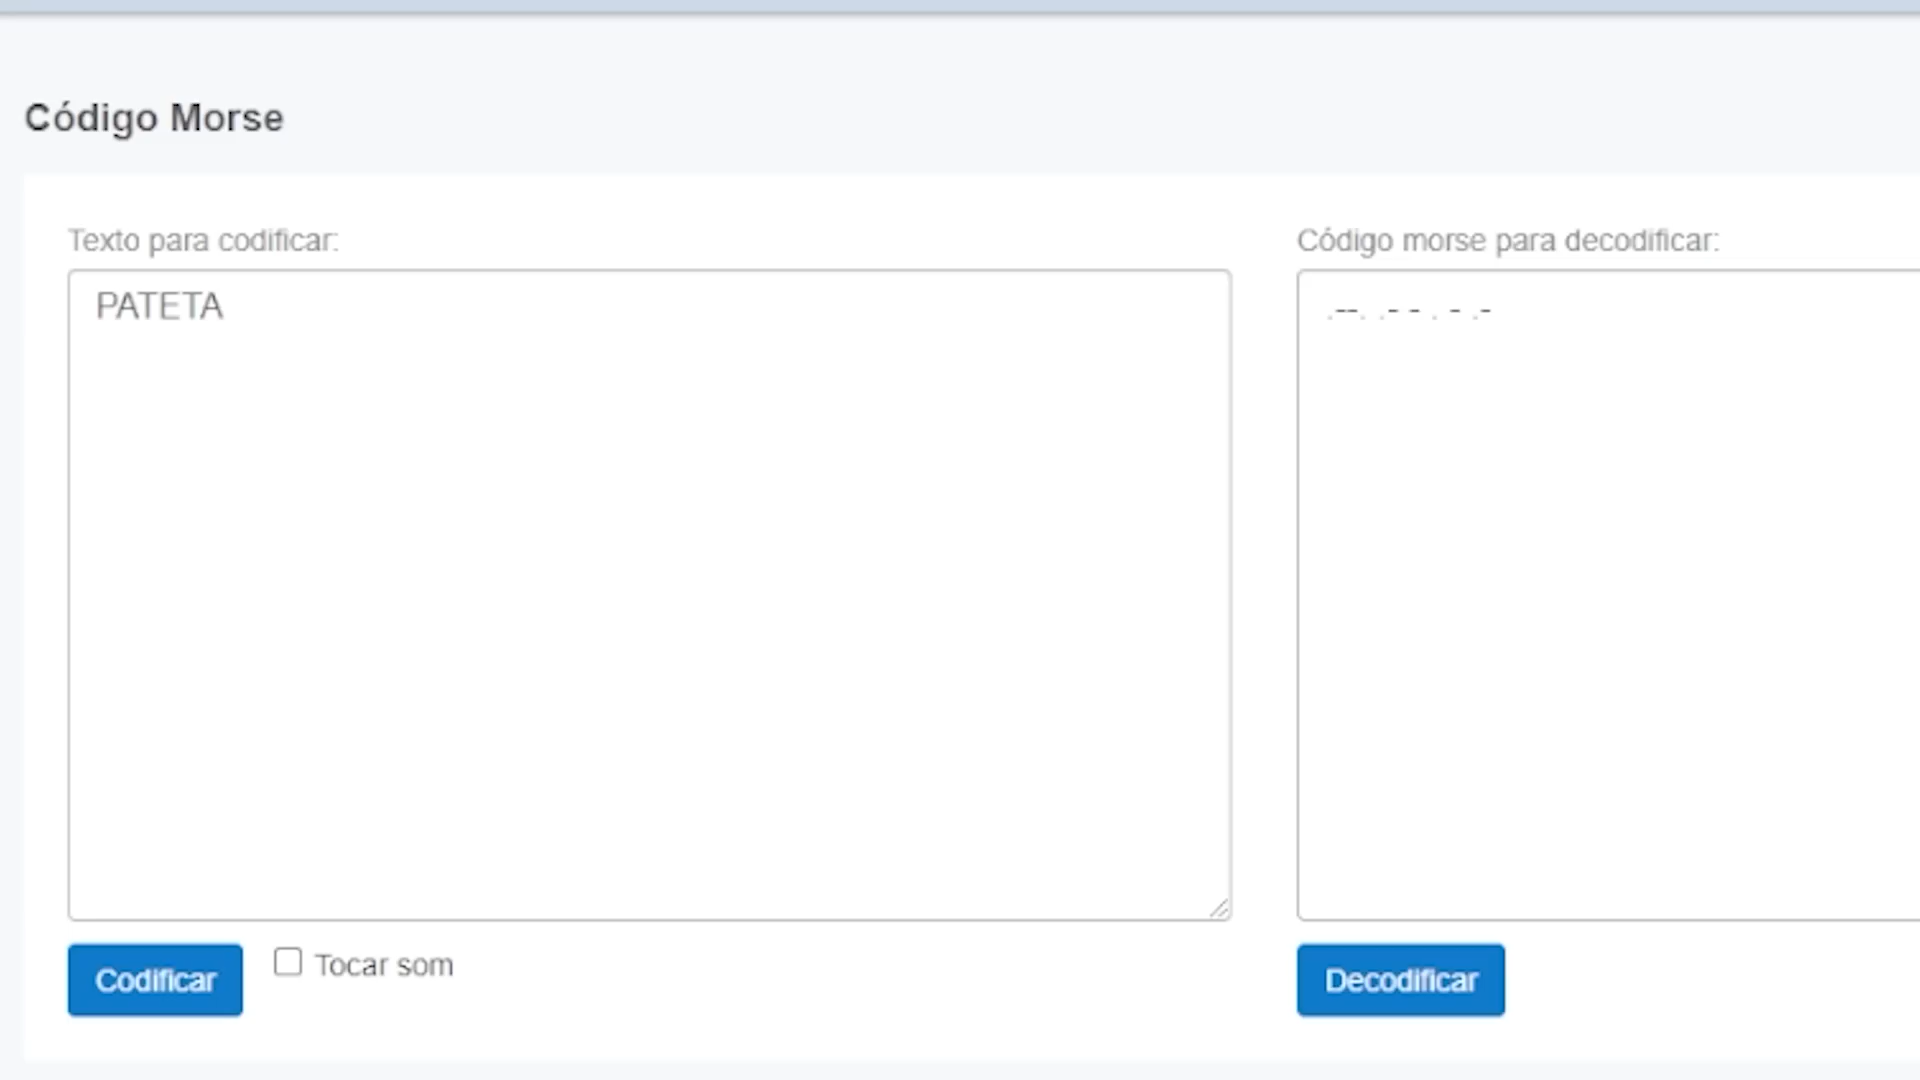 Código Morse
Texto para codificar:
PATETA
Código morse para decodificar:
.--. .- - . - .-
Codificar
Tocar som
Decodificar